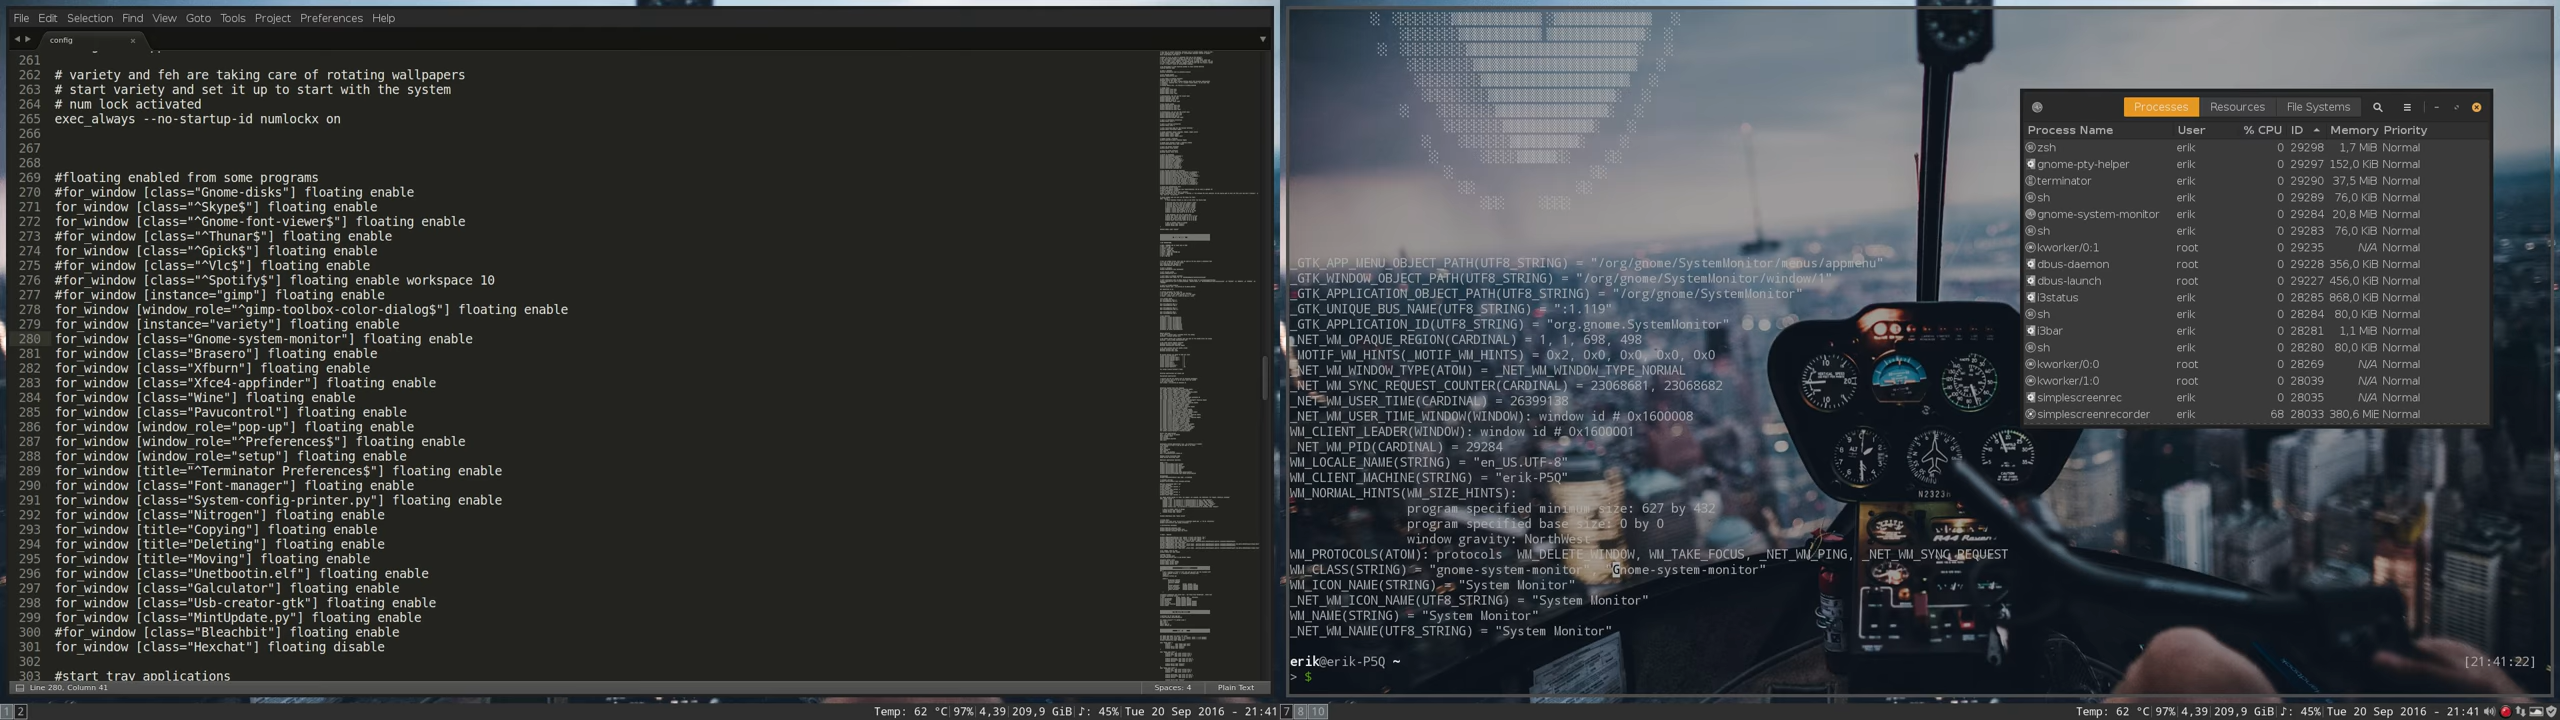 File Edit Selection Find View Goto Tools Project Preferences Help
config
261
262 # variety and feh are taking care of rotating wallpapers
263 # start variety and set it up to start with the system
264 # num lock activated
265 exec_always --no-startup-id numlockx on
266
267
268
269 #floating enabled from some programs
270 #for_window [class="Gnome-disks"] floating enable
271 for_window [class="^Skype$"] floating enable
272 for_window [class="^Gnome-font-viewer$"] floating enable
273 #for_window [class="^Thunar$"] floating enable
274 for_window [class="^Gpick$"] floating enable
275 #for_window [class="^Vlc$"] floating enable
276 #for_window [class="^Spotify$"] floating enable workspace 10
277 #for_window [instance="gimp"] floating enable
278 for_window [window_role="^gimp-toolbox-color-dialog$"] floating enable
279 for_window [instance="variety"] floating enable
280 for_window [class="Gnome-system-monitor"] floating enable
281 for_window [class="Brasero"] floating enable
282 for_window [class="Xfburn"] floating enable
283 for_window [class="Xfce4-appfinder"] floating enable
284 for_window [class="Wine"] floating enable
285 for_window [class="Pavucontrol"] floating enable
286 for_window [window_role="pop-up"] floating enable
287 for_window [window_role="^Preferences$"] floating enable
288 for_window [window_role="setup"] floating enable
289 for_window [title="^Terminator Preferences$"] floating enable
290 for_window [class="Font-manager"] floating enable
291 for_window [class="System-config-printer.py"] floating enable
292 for_window [class="Nitrogen"] floating enable
293 for_window [title="Copying"] floating enable
294 for_window [title="Deleting"] floating enable
295 for_window [title="Moving"] floating enable
296 for_window [class="Unetbootin.elf"] floating enable
297 for_window [class="Galculator"] floating enable
298 for_window [class="Usb-creator-gtk"] floating enable
299 for_window [class="MintUpdate.py"] floating enable
300 #for_window [class="Bleachbit"] floating enable
301 for_window [class="Hexchat"] floating disable
302
303 #start tray applications
Line 280, Column 41 Spaces: 4 Plain Text
1 2 Temp: 62 °C 97% 4,39 209,9 GiB ♪: 45% Tue 20 Sep 2016 - 21:41
_GTK_APP_MENU_OBJECT_PATH(UTF8_STRING) = "/org/gnome/SystemMonitor/menus/appmenu"
_GTK_WINDOW_OBJECT_PATH(UTF8_STRING) = "/org/gnome/SystemMonitor/window/1"
_GTK_APPLICATION_OBJECT_PATH(UTF8_STRING) = "/org/gnome/SystemMonitor"
_GTK_UNIQUE_BUS_NAME(UTF8_STRING) = ":1.119"
_GTK_APPLICATION_ID(UTF8_STRING) = "org.gnome.SystemMonitor"
_NET_WM_OPAQUE_REGION(CARDINAL) = 1, 1, 698, 498
_MOTIF_WM_HINTS(_MOTIF_WM_HINTS) = 0x2, 0x0, 0x0, 0x0, 0x0
_NET_WM_WINDOW_TYPE(ATOM) = _NET_WM_WINDOW_TYPE_NORMAL
_NET_WM_SYNC_REQUEST_COUNTER(CARDINAL) = 23068681, 23068682
_NET_WM_USER_TIME(CARDINAL) = 26399138
_NET_WM_USER_TIME_WINDOW(WINDOW): window id # 0x1600008
WM_CLIENT_LEADER(WINDOW): window id # 0x1600001
_NET_WM_PID(CARDINAL) = 29284
WM_LOCALE_NAME(STRING) = "en_US.UTF-8"
WM_CLIENT_MACHINE(STRING) = "erik-P5Q"
WM_NORMAL_HINTS(WM_SIZE_HINTS):
program specified minimum size: 627 by 432
program specified base size: 0 by 0
window gravity: NorthWest
WM_PROTOCOLS(ATOM): protocols  WM_DELETE_WINDOW, WM_TAKE_FOCUS, _NET_WM_PING, _NET_WM_SYNC_REQUEST
WM_CLASS(STRING) = "gnome-system-monitor", "Gnome-system-monitor"
WM_ICON_NAME(STRING) = "System Monitor"
_NET_WM_ICON_NAME(UTF8_STRING) = "System Monitor"
WM_NAME(STRING) = "System Monitor"
_NET_WM_NAME(UTF8_STRING) = "System Monitor"
erik@erik-P5Q ~ [21:41:22]
> $
Processes Resources File Systems
Process Name User % CPU ID Memory Priority
zsh erik 0 29298 1,7 MiB Normal
gnome-pty-helper erik 0 29297 152,0 KiB Normal
terminator erik 0 29290 37,5 MiB Normal
sh erik 0 29289 76,0 KiB Normal
gnome-system-monitor erik 0 29284 20,8 MiB Normal
sh erik 0 29283 76,0 KiB Normal
kworker/0:1 root 0 29235 N/A Normal
dbus-daemon root 0 29228 356,0 KiB Normal
dbus-launch root 0 29227 456,0 KiB Normal
i3status erik 0 28285 868,0 KiB Normal
sh erik 0 28284 80,0 KiB Normal
i3bar erik 0 28281 1,1 MiB Normal
sh erik 0 28280 80,0 KiB Normal
kworker/0:0 root 0 28269 N/A Normal
kworker/1:0 root 0 28039 N/A Normal
simplescreenrec erik 0 28035 N/A Normal
simplescreenrecorder erik 68 28033 380,6 MiE Normal
N2323
R44 Raven
7 8 10 Temp: 62 °C 97% 4,39 209,9 GiB ♪: 45% Tue 20 Sep 2016 - 21:41